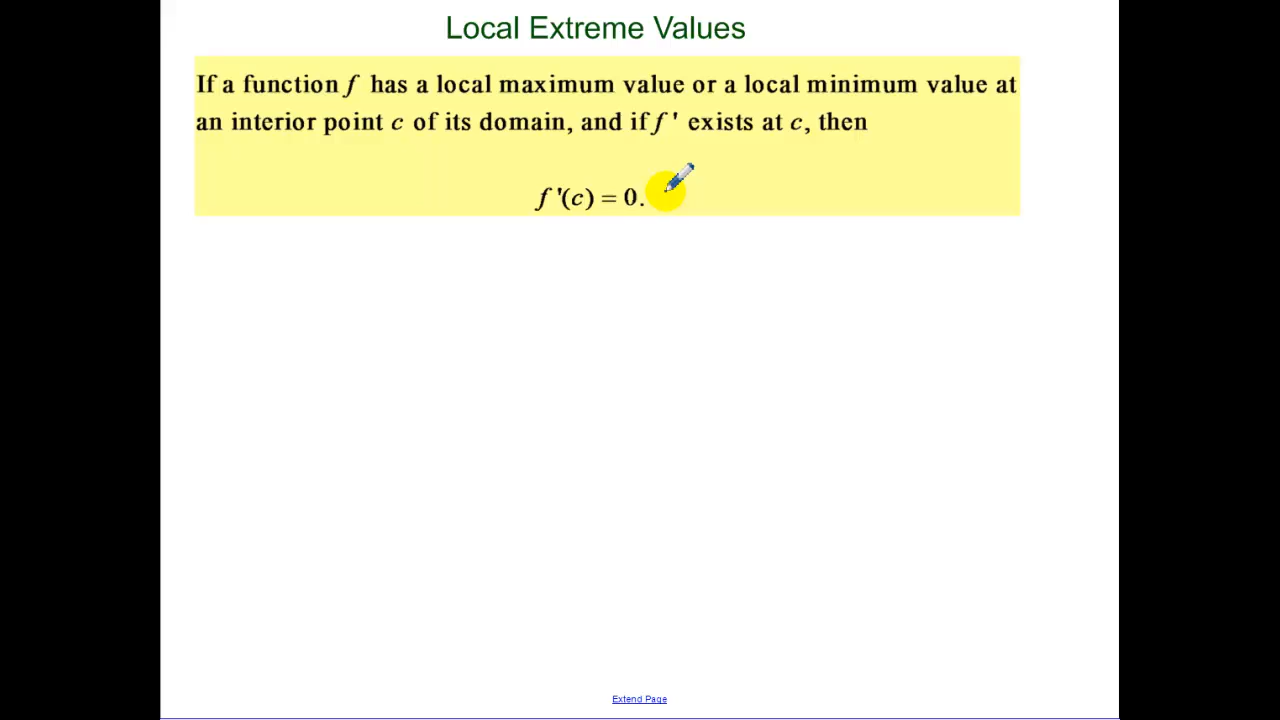 Local Extreme Values
If a function f has a local maximum value or a local minimum value at
an interior point c of its domain, and if f ' exists at c, then
f '(c) = 0.
Extend Page